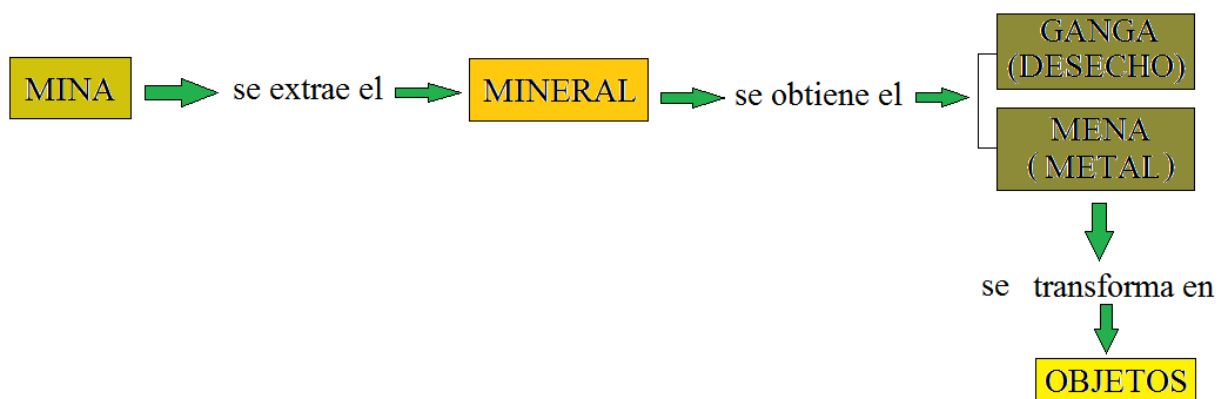 MINA
se extrae el
MINERAL
se obtiene el
GANGA
(DESECHO)
MENA
( METAL)
se transforma en
OBJETOS